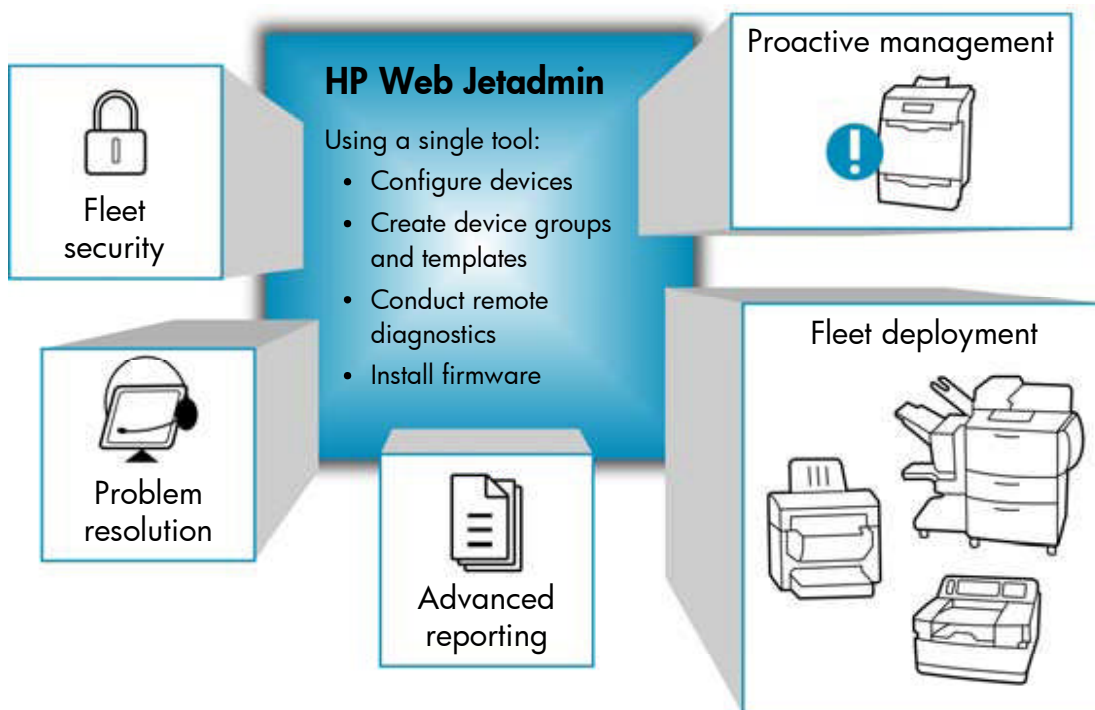 HP Web Jetadmin
Using a single tool:
• Configure devices
• Create device groups
and templates
• Conduct remote
diagnostics
• Install firmware
Fleet
security
Proactive management
Problem
resolution
Advanced
reporting
Fleet deployment